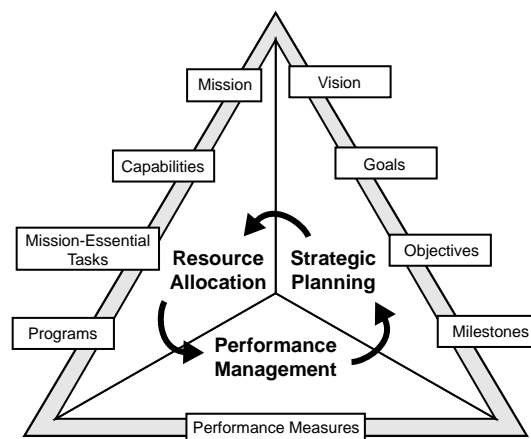 Mission
Vision
Capabilities
Goals
Mission-Essential
Tasks
Objectives
Resource
Allocation
Strategic
Planning
Programs
Milestones
Performance
Management
Performance Measures